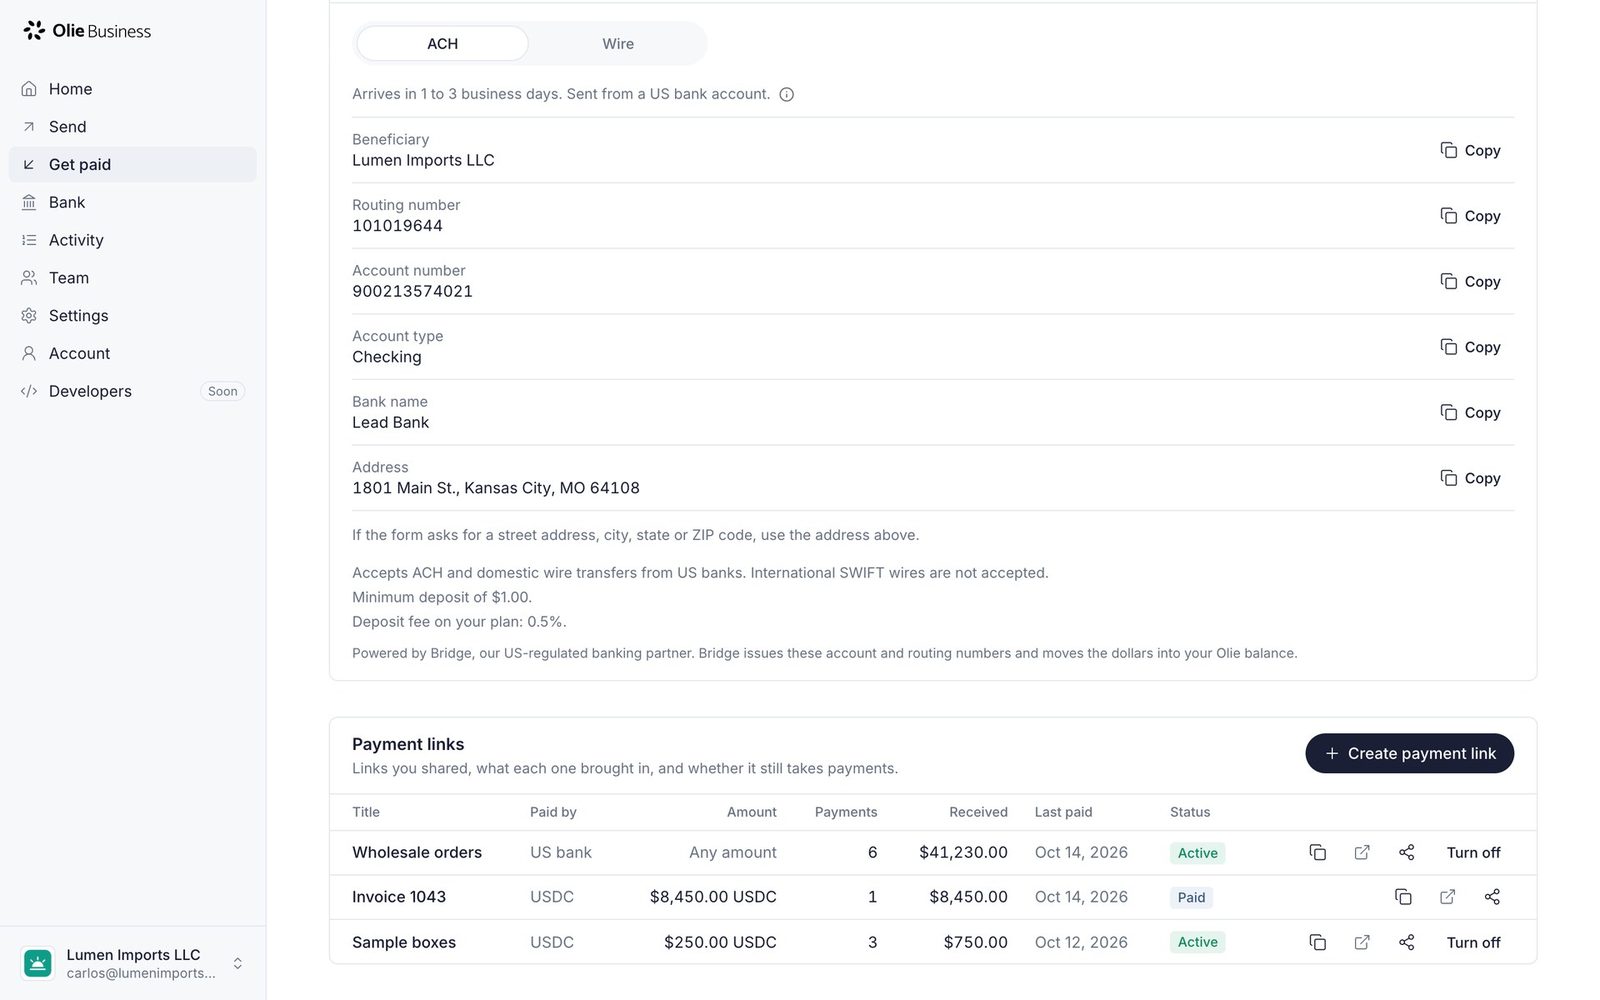 Olie Business
Home
Send
Get paid
Bank
Activity
Team
Settings
Account
Developers Soon
Lumen Imports LLC
carlos@lumenimports...
ACH Wire
Arrives in 1 to 3 business days. Sent from a US bank account.
Beneficiary
Lumen Imports LLC
Copy
Routing number
101019644
Copy
Account number
900213574021
Copy
Account type
Checking
Copy
Bank name
Lead Bank
Copy
Address
1801 Main St., Kansas City, MO 64108
Copy
If the form asks for a street address, city, state or ZIP code, use the address above.
Accepts ACH and domestic wire transfers from US banks. International SWIFT wires are not accepted.
Minimum deposit of $1.00.
Deposit fee on your plan: 0.5%.
Powered by Bridge, our US-regulated banking partner. Bridge issues these account and routing numbers and moves the dollars into your Olie balance.
Payment links
Links you shared, what each one brought in, and whether it still takes payments.
+ Create payment link
Title Paid by Amount Payments Received Last paid Status
Wholesale orders US bank Any amount 6 $41,230.00 Oct 14, 2026 Active Turn off
Invoice 1043 USDC $8,450.00 USDC 1 $8,450.00 Oct 14, 2026 Paid
Sample boxes USDC $250.00 USDC 3 $750.00 Oct 12, 2026 Active Turn off